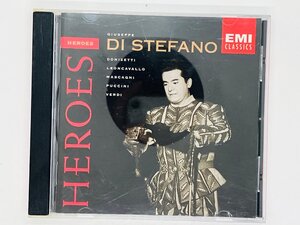 HEROES
HEROES
GIUSEPPE
DI STEFANO
DONIZETTI
LEONCAVALLO
MASCAGNI
PUCCINI
VERDI
EMI
CLASSICS